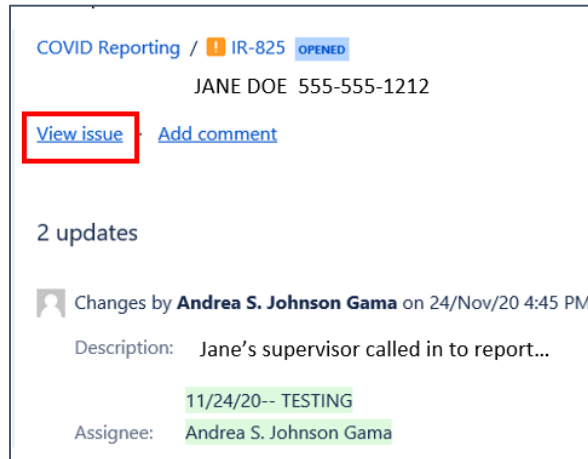 COVID Reporting / IR-825 OPENED
JANE DOE 555-555-1212
View issue · Add comment
2 updates
Changes by Andrea S. Johnson Gama on 24/Nov/20 4:45 PM
Description: Jane’s supervisor called in to report…
11/24/20-- TESTING
Assignee: Andrea S. Johnson Gama